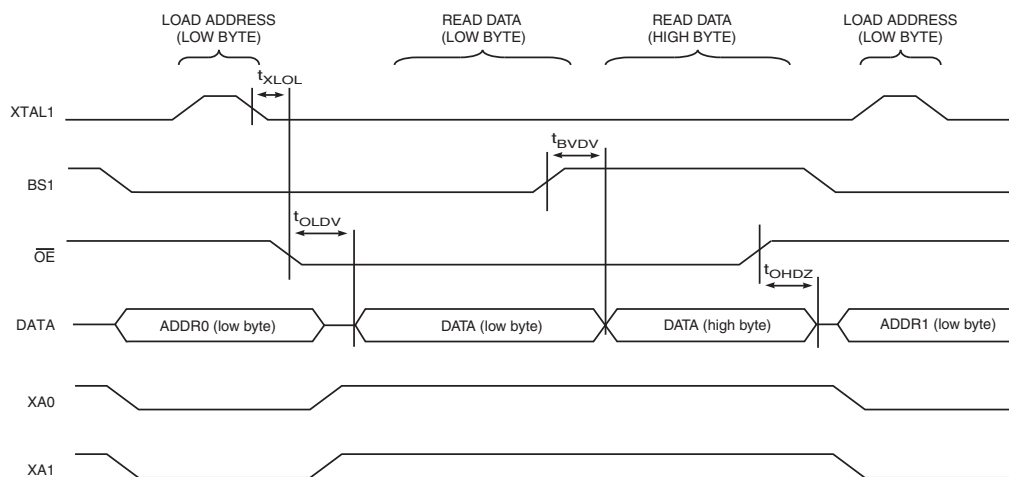 LOAD ADDRESS
(LOW BYTE)
READ DATA
(LOW BYTE)
READ DATA
(HIGH BYTE)
LOAD ADDRESS
(LOW BYTE)
tXLOL
XTAL1
tBVDV
BS1
tOLDV
OE
tOHDZ
DATA
ADDR0 (low byte)
DATA (low byte)
DATA (high byte)
ADDR1 (low byte)
XA0
XA1